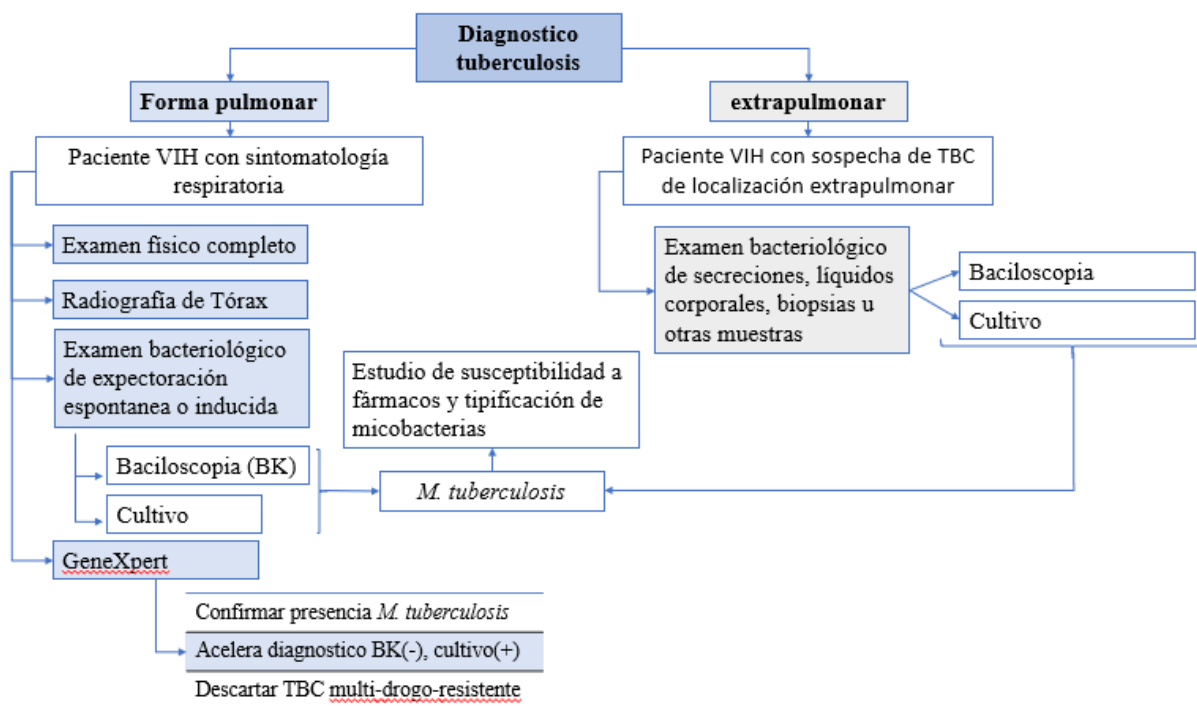 Diagnostico
tuberculosis
Forma pulmonar
extrapulmonar
Paciente VIH con sintomatología
respiratoria
Paciente VIH con sospecha de TBC
de localización extrapulmonar
Examen físico completo
Radiografía de Tórax
Examen bacteriológico
de expectoración
espontanea o inducida
Baciloscopia (BK)
Cultivo
GeneXpert
Confirmar presencia M. tuberculosis
Acelera diagnostico BK(-), cultivo(+)
Descartar TBC multi-drogo-resistente
Estudio de susceptibilidad a
fármacos y tipificación de
micobacterias
M. tuberculosis
Examen bacteriológico
de secreciones, líquidos
corporales, biopsias u
otras muestras
Baciloscopia
Cultivo